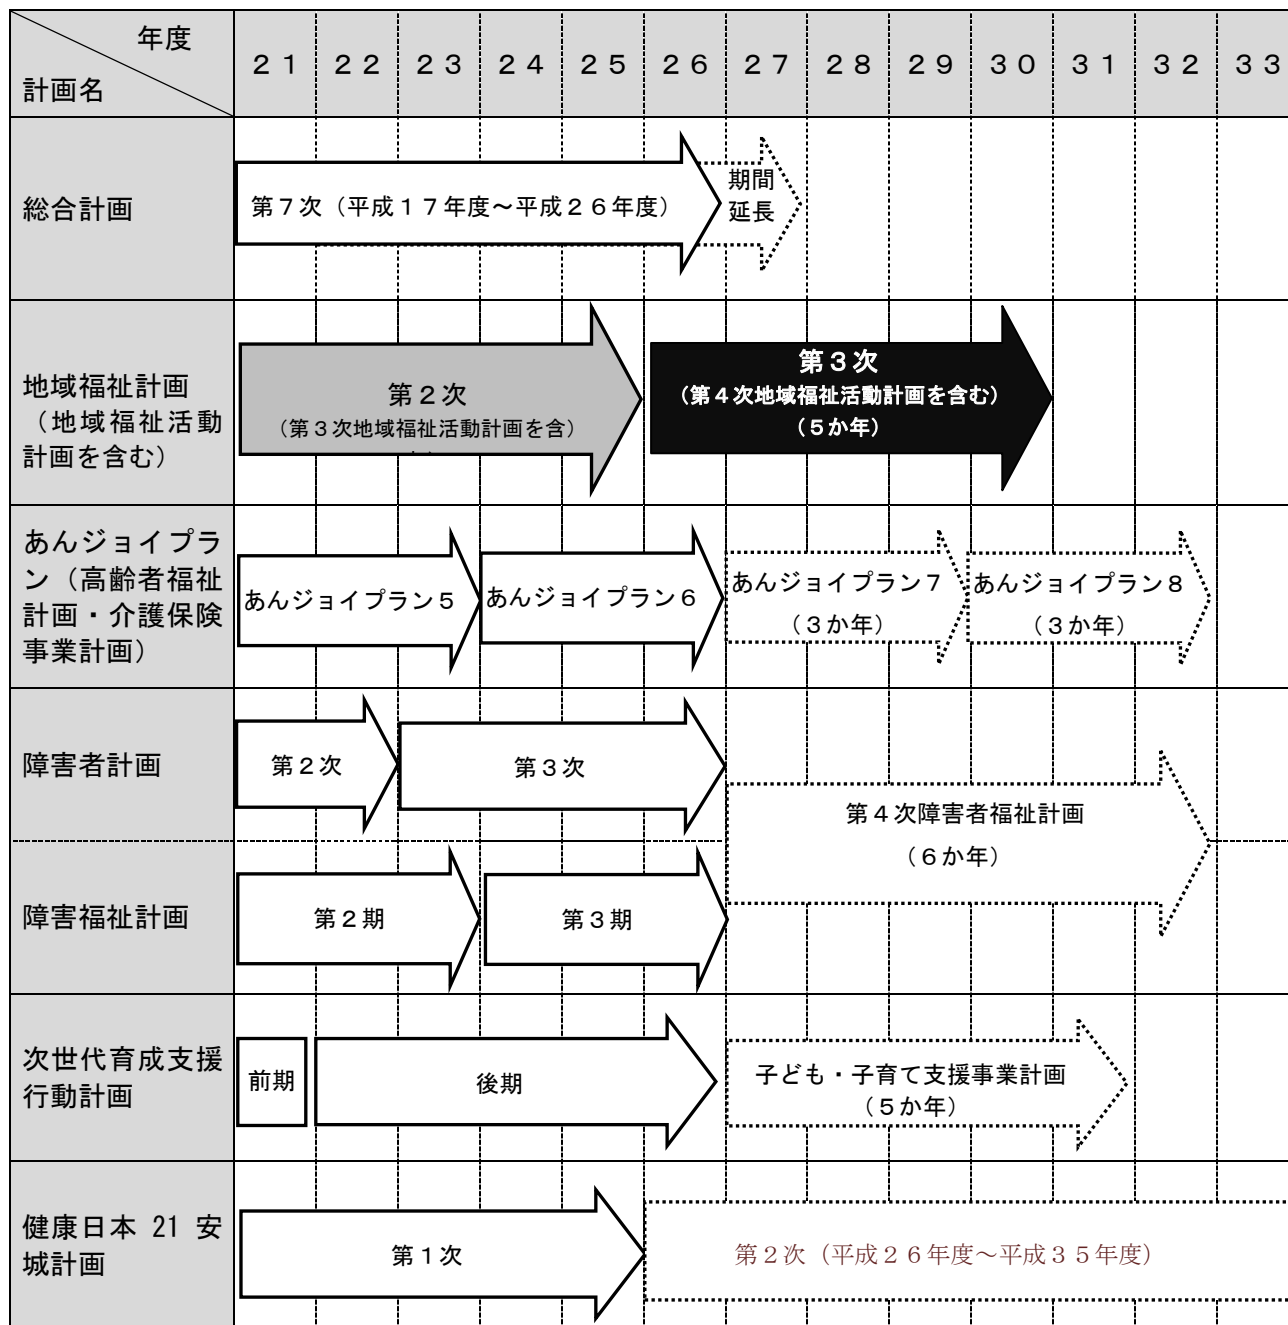 年度
計画名
２１ ２２ ２３ ２４ ２５ ２６ ２７ ２８ ２９ ３０ ３１ ３２ ３３
総合計画
第７次（平成１７年度～平成２６年度）
期間
延長
地域福祉計画
（地域福祉活動
計画を含む）
第２次
（第３次地域福祉活動計画を含）
第３次
（第４次地域福祉活動計画を含む）
（５か年）
あんジョイプラ
ン（高齢者福祉
計画・介護保険
事業計画）
あんジョイプラン５
あんジョイプラン６
あんジョイプラン７
（３か年）
あんジョイプラン８
（３か年）
障害者計画
第２次
第３次
第４次障害者福祉計画
（６か年）
障害福祉計画
第２期
第３期
次世代育成支援
行動計画
前期
後期
子ども・子育て支援事業計画
（５か年）
健康日本 21 安
城計画
第１次
第２次（平成２６年度～平成３５年度）